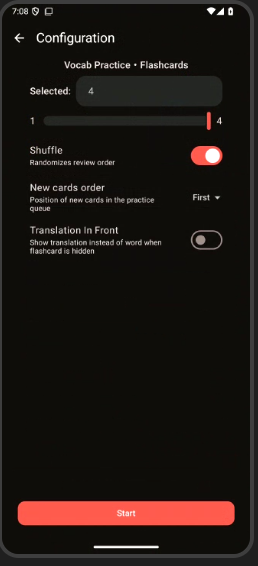 7:08
Configuration
Vocab Practice • Flashcards
Selected: 4
1 4
Shuffle
Randomizes review order
New cards order
Position of new cards in the practice
queue
First
Translation In Front
Show translation instead of word when
flashcard is hidden
Start